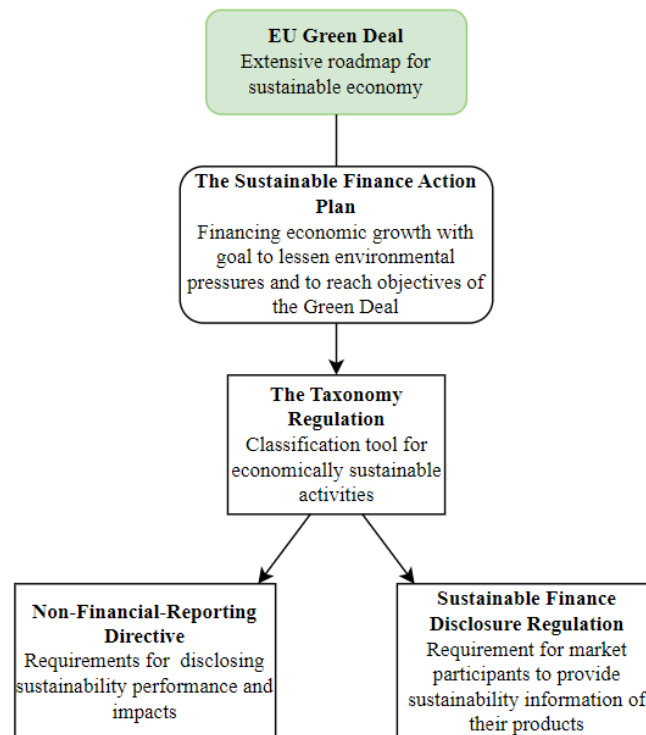 EU Green Deal
Extensive roadmap for
sustainable economy
The Sustainable Finance Action
Plan
Financing economic growth with
goal to lessen environmental
pressures and to reach objectives of
the Green Deal
The Taxonomy
Regulation
Classification tool for
economically sustainable
activities
Non-Financial-Reporting
Directive
Requirements for disclosing
sustainability performance and
impacts
Sustainable Finance
Disclosure Regulation
Requirement for market
participants to provide
sustainability information of
their products